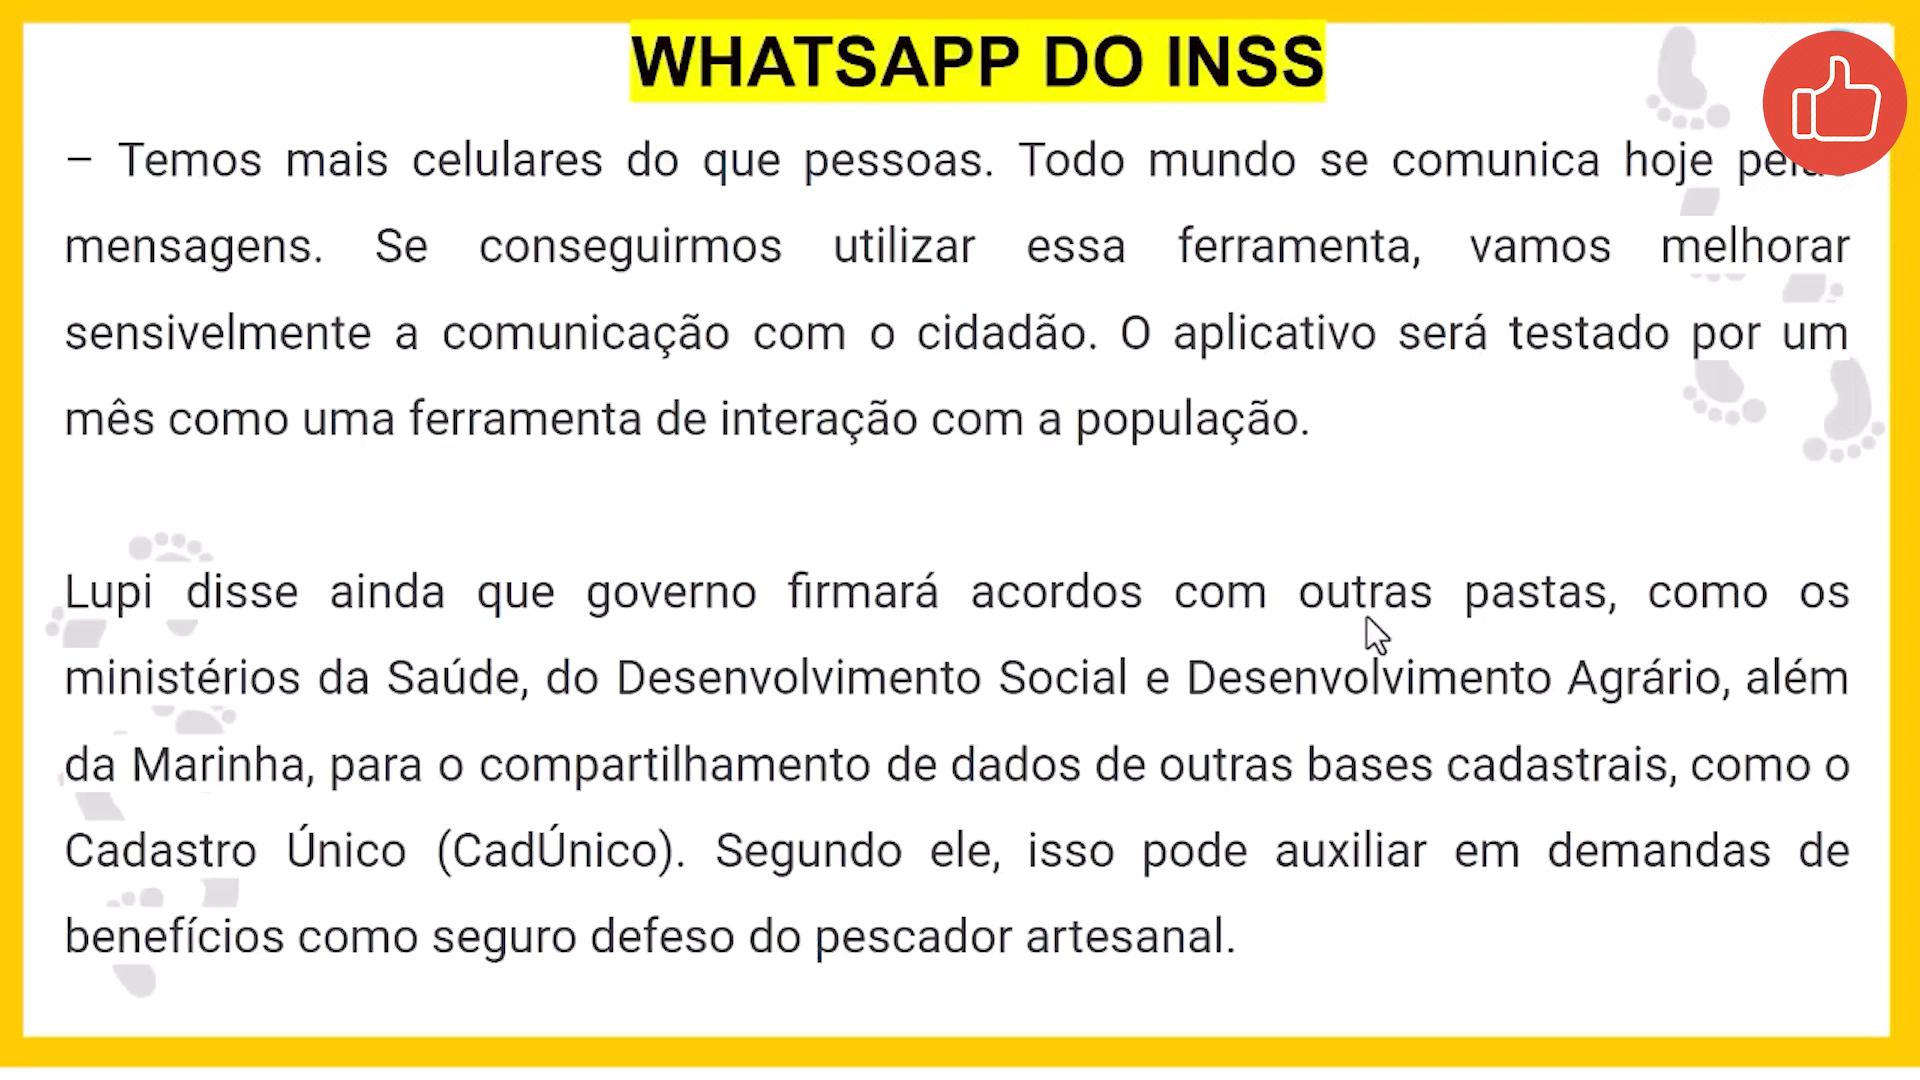 WHATSAPP DO INSS
– Temos mais celulares do que pessoas. Todo mundo se comunica hoje
mensagens. Se conseguirmos utilizar essa ferramenta, vamos melhorar
sensivelmente a comunicação com o cidadão. O aplicativo será testado por um
mês como uma ferramenta de interação com a população.
Lupi disse ainda que governo firmará acordos com outras pastas, como os
ministérios da Saúde, do Desenvolvimento Social e Desenvolvimento Agrário, além
da Marinha, para o compartilhamento de dados de outras bases cadastrais, como o
Cadastro Único (CadÚnico). Segundo ele, isso pode auxiliar em demandas de
benefícios como seguro defeso do pescador artesanal.